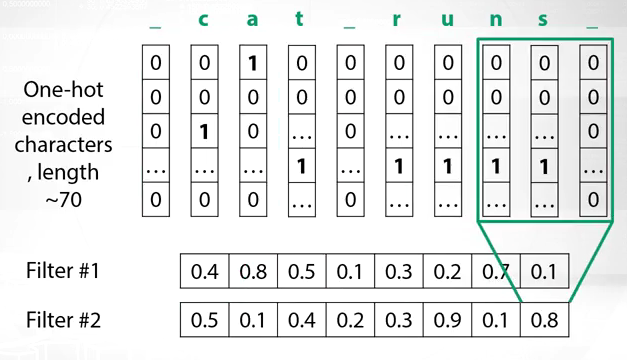 _ c a t _ r u n s _
0 0 1 0 0 0 0 0 0 0
0 0 0 0 0 0 0 0 0 0
One-hot encoded characters, length ~70
0 1 0 ... 0 ... ... ... ... 0
... ... ... 1 ... 1 1 1 1 ...
0 0 0 ... 0 ... ... ... ... 0
Filter #1 0.4 0.8 0.5 0.1 0.3 0.2 0.7 0.1
Filter #2 0.5 0.1 0.4 0.2 0.3 0.9 0.1 0.8